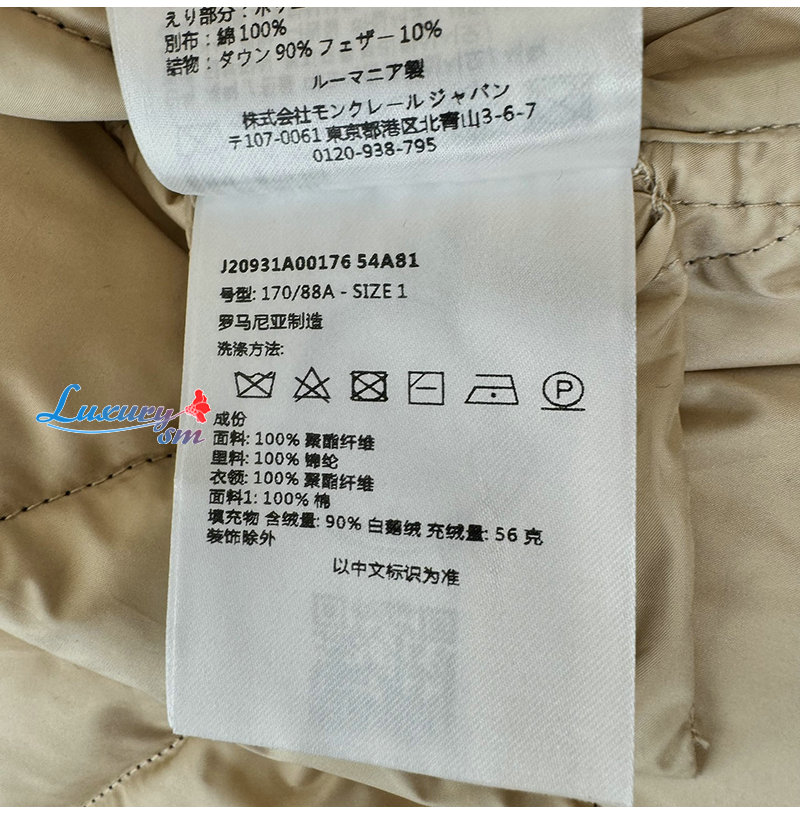 えり部分：ポリエ
別布：綿100%
詰物：ダウン 90% フェザー 10%
ルーマニア製
株式会社モンクレール ジャパン
〒107-0061 東京都港区北青山3-6-7
0120-938-795
J20931A00176 54A81
号型: 170/88A - SIZE 1
罗马尼亚制造
洗涤方法:
P
Luxury
sm
成份
面料: 100% 聚酯纤维
里料: 100% 锦纶
衣领: 100% 聚酯纤维
面料1: 100% 棉
填充物 含绒量: 90% 白鹅绒 充绒量: 56 克
装饰除外
以中文标识为准